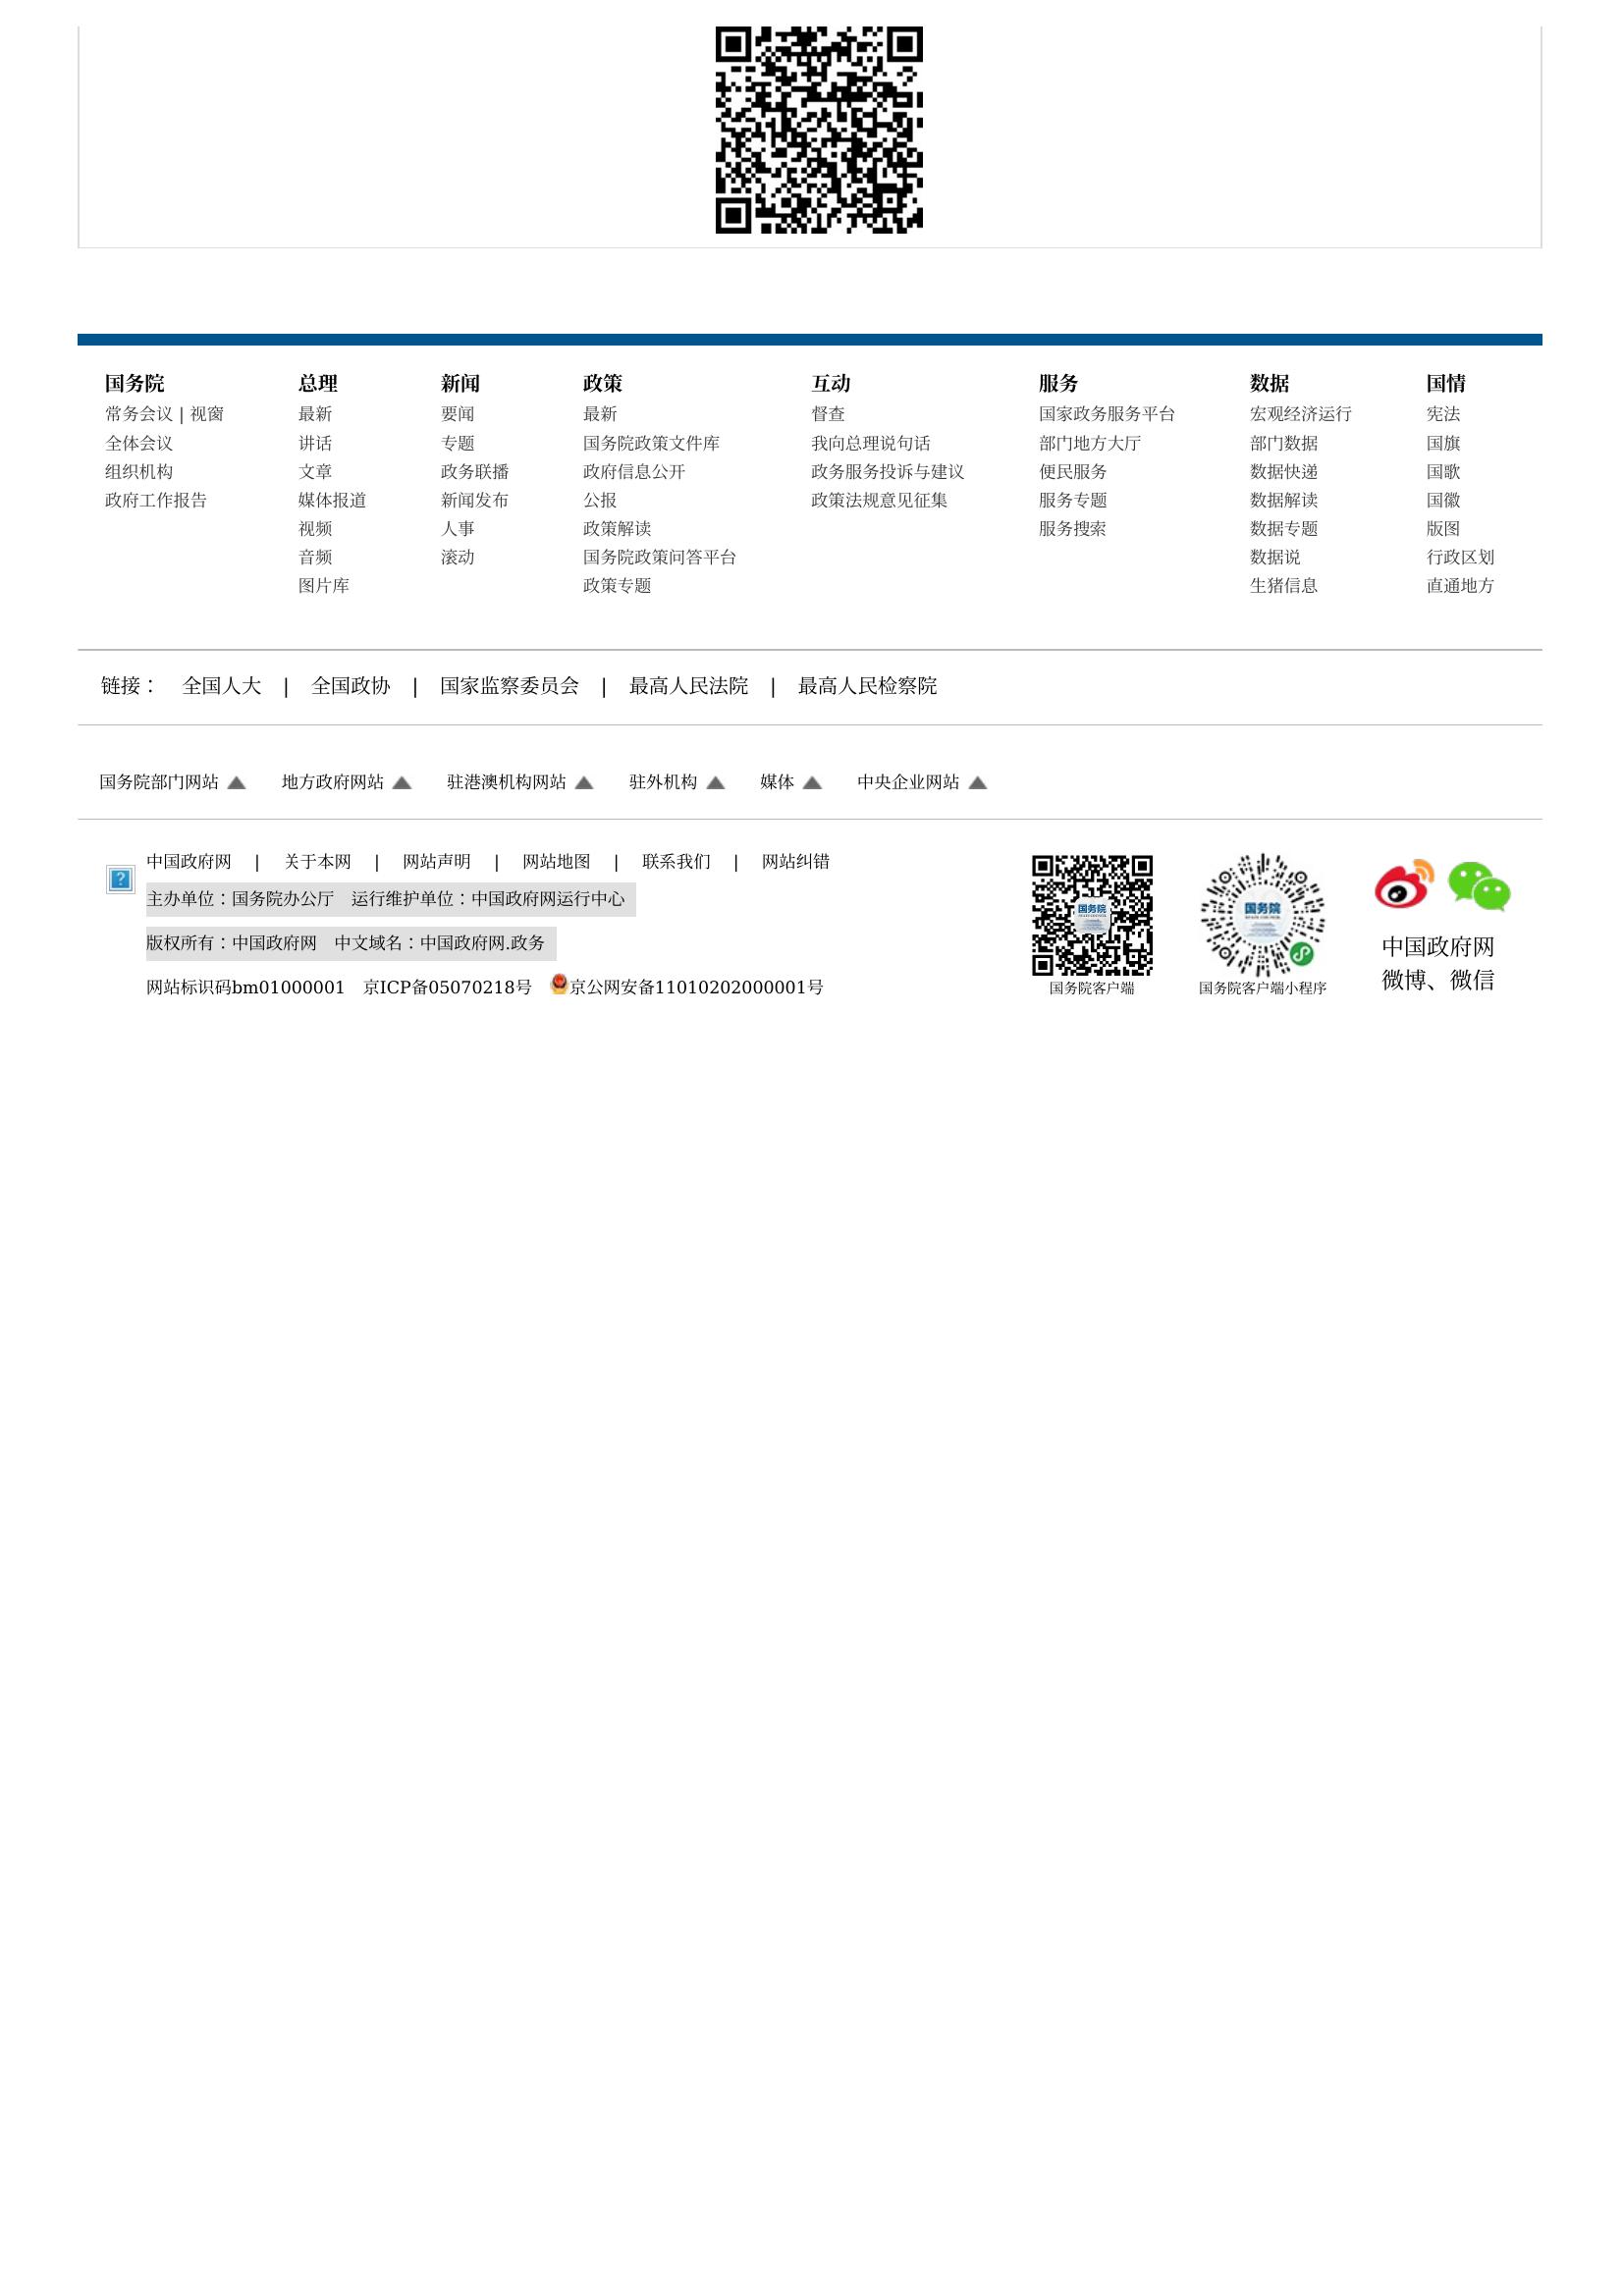 国务院
常务会议 | 视窗
全体会议
组织机构
政府工作报告
总理
最新
讲话
文章
媒体报道
视频
音频
图片库
新闻
要闻
专题
政务联播
新闻发布
人事
滚动
政策
最新
国务院政策文件库
政府信息公开
公报
政策解读
国务院政策问答平台
政策专题
互动
督查
我向总理说句话
政务服务投诉与建议
政策法规意见征集
服务
国家政务服务平台
部门地方大厅
便民服务
服务专题
服务搜索
数据
宏观经济运行
部门数据
数据快递
数据解读
数据专题
数据说
生猪信息
国情
宪法
国旗
国歌
国徽
版图
行政区划
直通地方
链接： 全国人大 | 全国政协 | 国家监察委员会 | 最高人民法院 | 最高人民检察院
国务院部门网站 地方政府网站 驻港澳机构网站 驻外机构 媒体 中央企业网站
中国政府网 | 关于本网 | 网站声明 | 网站地图 | 联系我们 | 网站纠错
主办单位：国务院办公厅 运行维护单位：中国政府网运行中心
版权所有：中国政府网 中文域名：中国政府网.政务
网站标识码bm01000001 京ICP备05070218号 京公网安备11010202000001号
国务院
国务院客户端
国务院
国务院客户端小程序
中国政府网
微博、微信